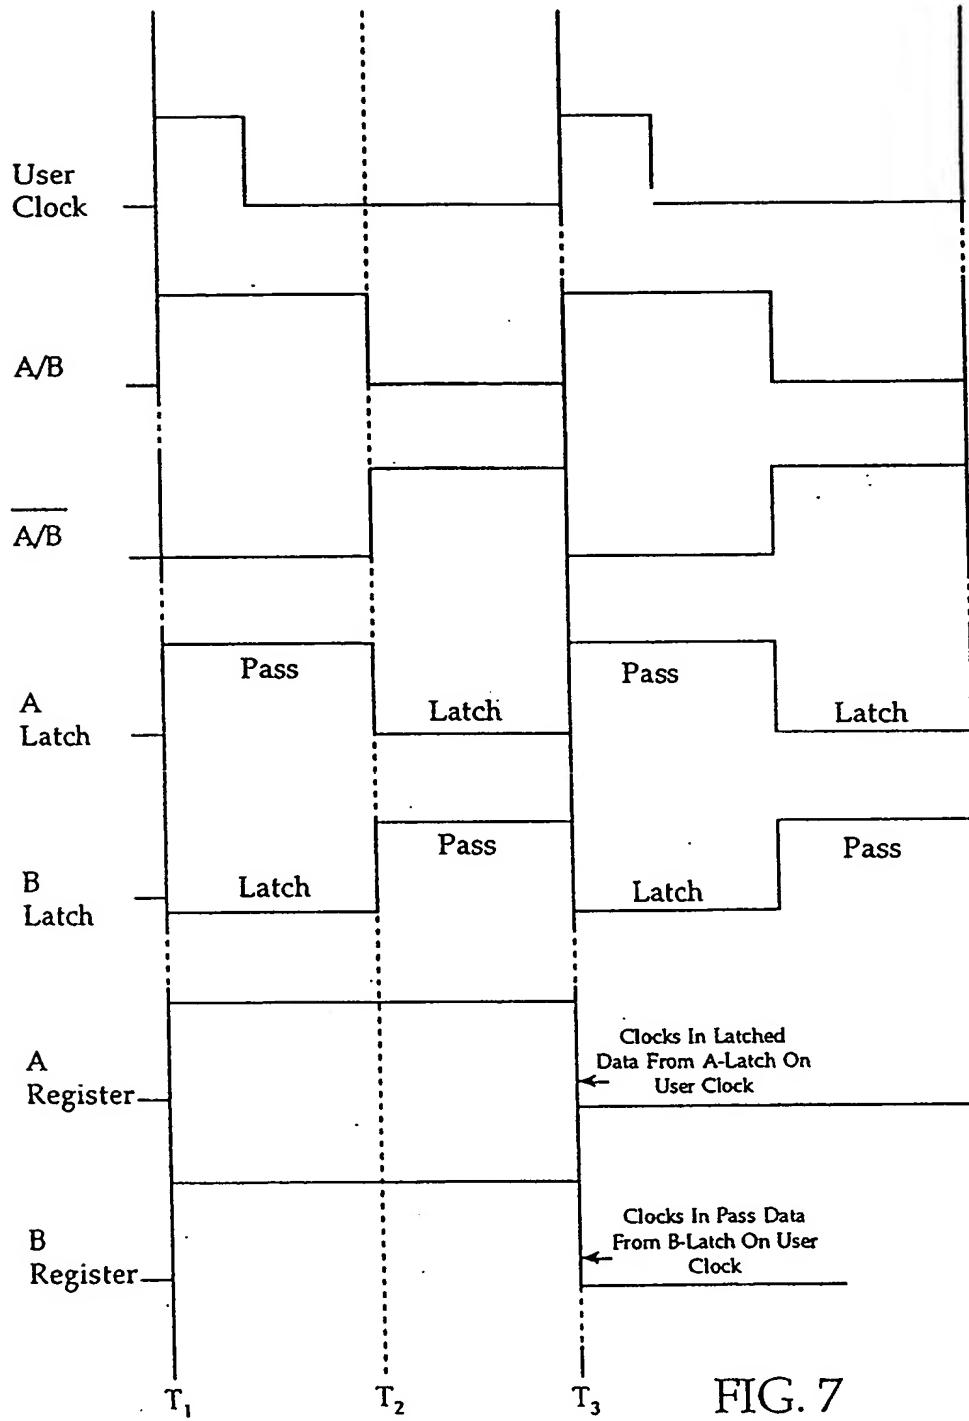 User
Clock
A/B
A/B
Pass
Pass
A
Latch
Latch
Latch
Pass
Pass
B
Latch
Latch
Latch
A
Register
Clocks In Latched
Data From A-Latch On
User Clock
B
Register
Clocks In Pass Data
From B-Latch On User
Clock
T₁
T₂
T₃
FIG. 7